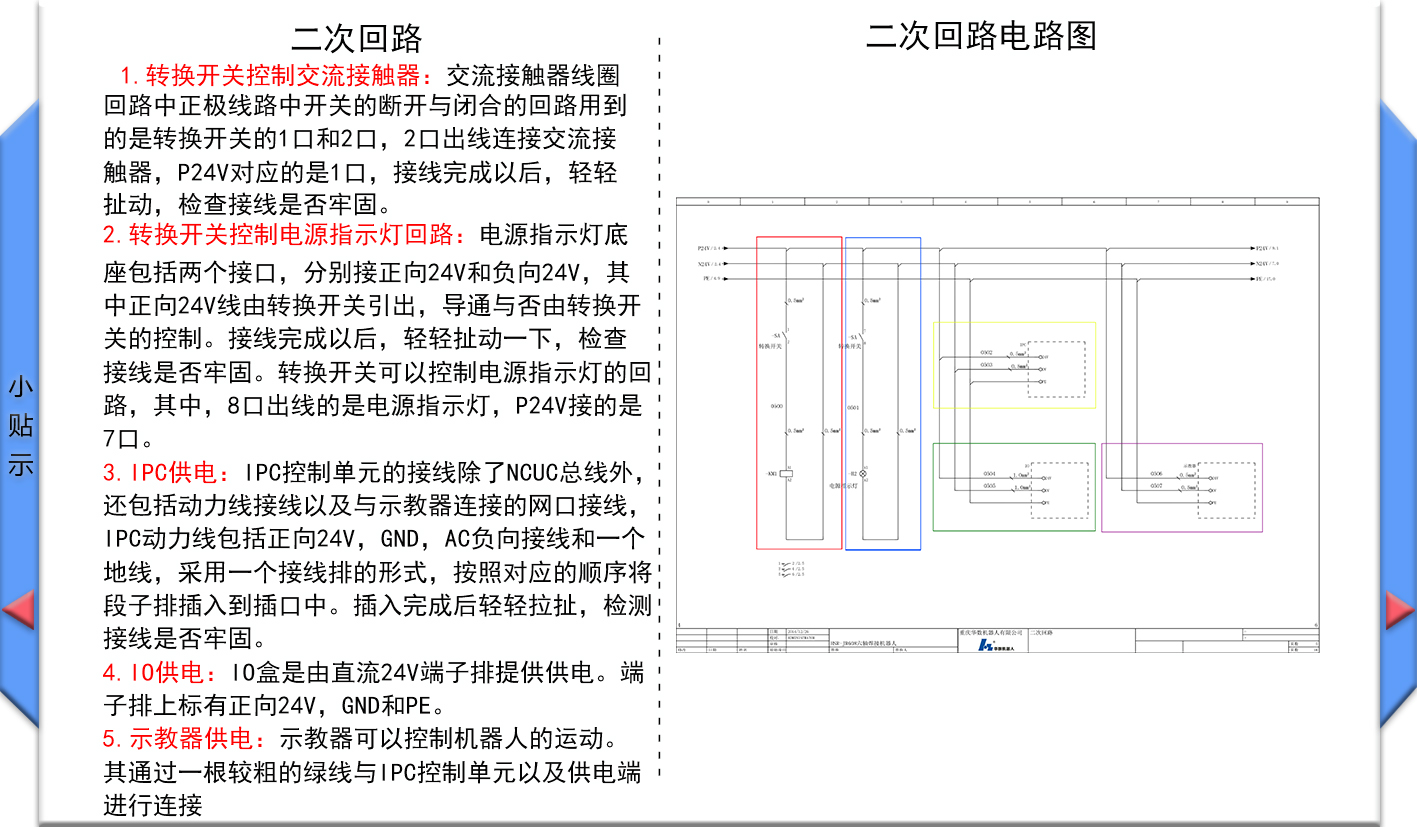 二次回路
1.转换开关控制交流接触器：交流接触器线圈
回路中正极线路中开关的断开与闭合的回路用到
的是转换开关的1口和2口，2口出线连接交流接
触器，P24V对应的是1口，接线完成以后，轻轻
扯动，检查接线是否牢固。
2.转换开关控制电源指示灯回路：电源指示灯底
座包括两个接口，分别接正向24V和负向24V，其
中正向24V线由转换开关引出，导通与否由转换开
关的控制。接线完成以后，轻轻扯动一下，检查
接线是否牢固。转换开关可以控制电源指示灯的回
路，其中，8口出线的是电源指示灯，P24V接的是
7口。
3.IPC供电：IPC控制单元的接线除了NCUC总线外，
还包括动力线接线以及与示教器连接的网口接线，
IPC动力线包括正向24V，GND，AC负向接线和一个
地线，采用一个接线排的形式，按照对应的顺序将
段子排插入到插口中。插入完成后轻轻拉扯，检测
接线是否牢固。
4.IO供电：IO盒是由直流24V端子排提供供电。端
子排上标有正向24V，GND和PE。
5.示教器供电：示教器可以控制机器人的运动。
其通过一根较粗的绿线与IPC控制单元以及供电端
进行连接
小贴示
二次回路电路图
0.5mm²
0.5mm²
-SA
转换开关
-SA
转换开关
IPC
0502
0.5mm²
0503
0.5mm²
0500
0501
0.5mm²
0.5mm²
0.5mm²
0.5mm²
-KM1
电源指示灯
IO
0504
1.0mm²
0505
1.0mm²
示教器
0506
0.5mm²
0507
0.5mm²
重庆华数机器人有限公司
二次回路
华数机器人